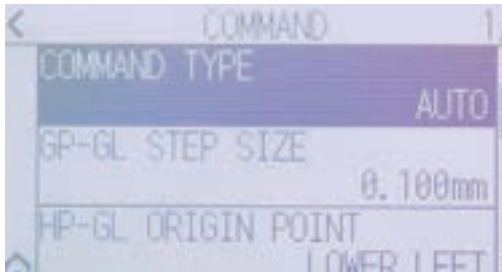 COMMAND 1
COMMAND TYPE
AUTO
GP-GL STEP SIZE
0.100mm
HP-GL ORIGIN POINT
LOWER LEFT